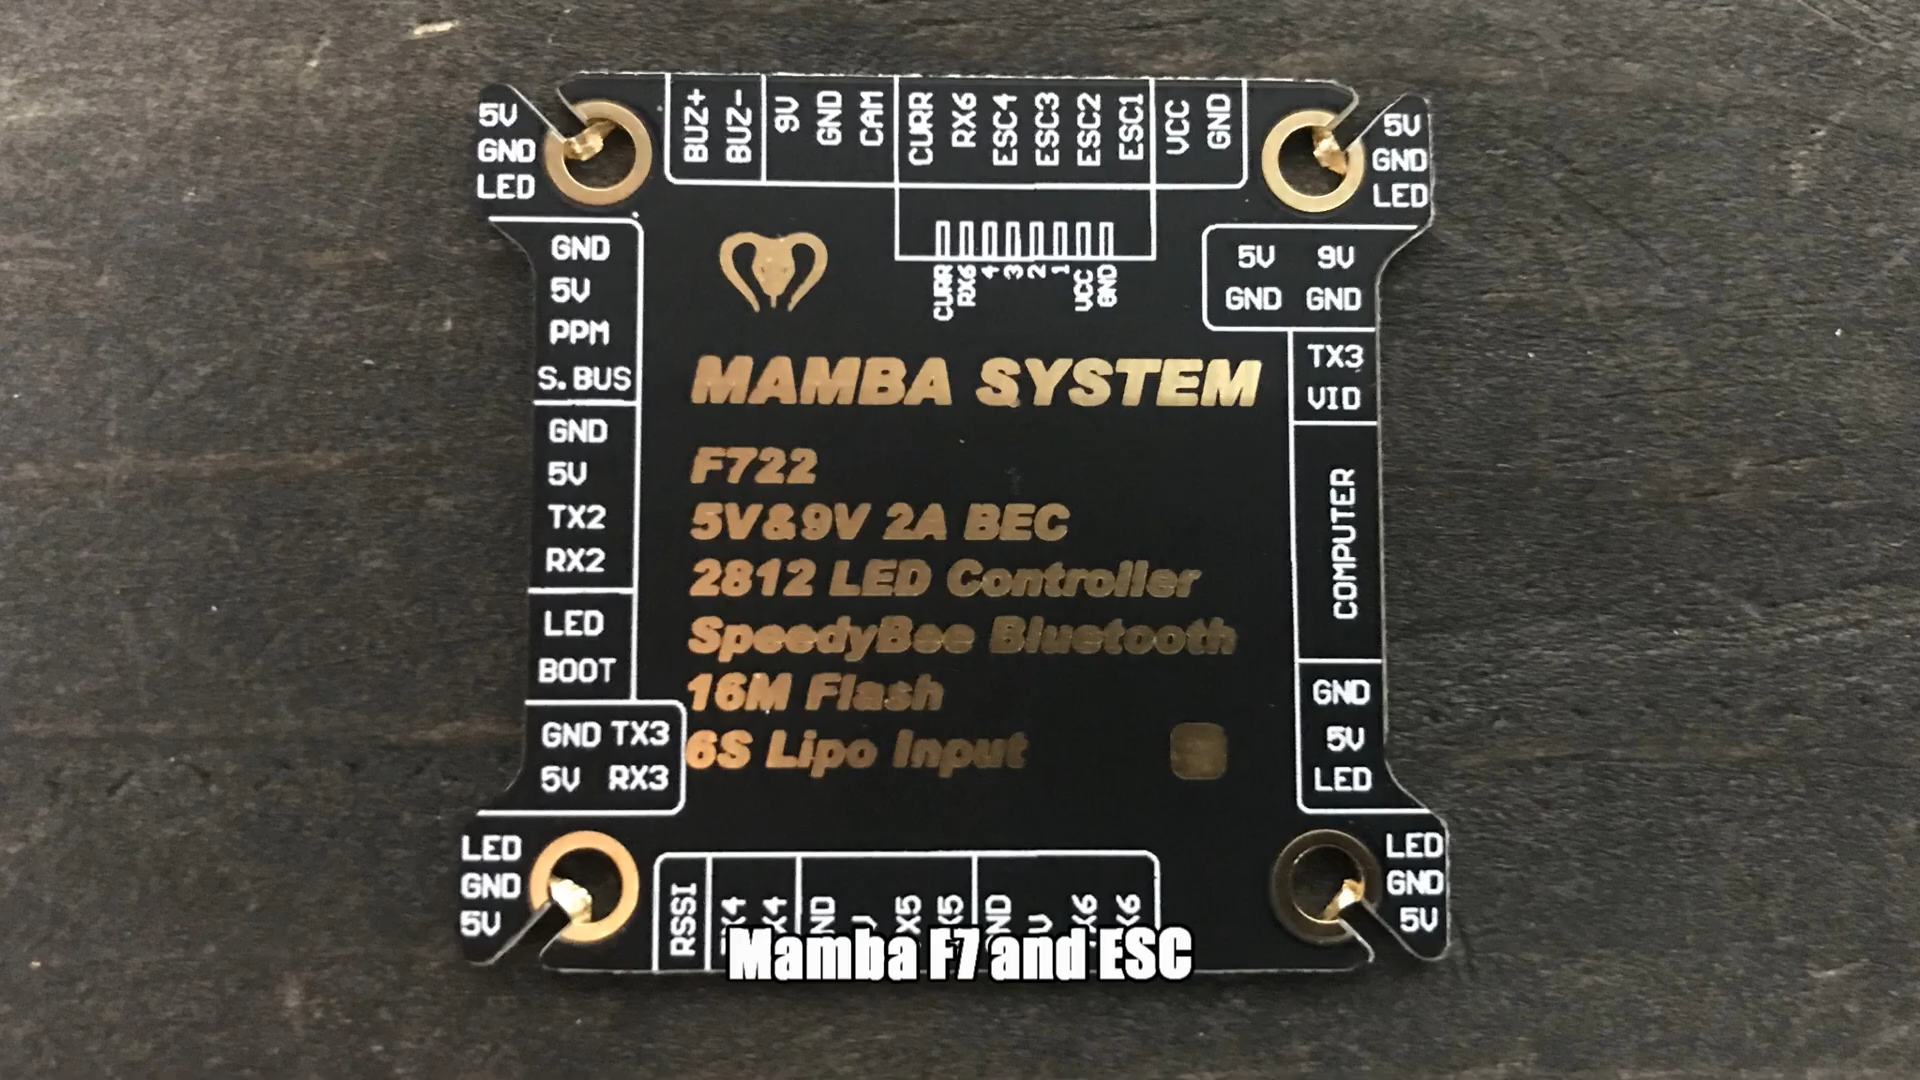 5V
GND
LED
BUZ+
BUZ-
9V
GND
CAM
CURR
RX6
ESC4
ESC3
ESC2
ESC1
VCC
GND
5V
GND
LED
GND
5V
PPM
S.BUS
GND
5V
TX2
RX2
LED
BOOT
GND TX3
5V RX3
CURR
RX6
4
3
2
1
VCC
GND
MAMBA SYSTEM
F722
5V&9V 2A BEC
2812 LED Controller
SpeedyBee Bluetooth
16M Flash
6S Lipo Input
5V 9V
GND GND
TX3
VID
COMPUTER
GND
5V
LED
LED
GND
5V
RSSI
LED
GND
5V
Mamba F7 and ESC